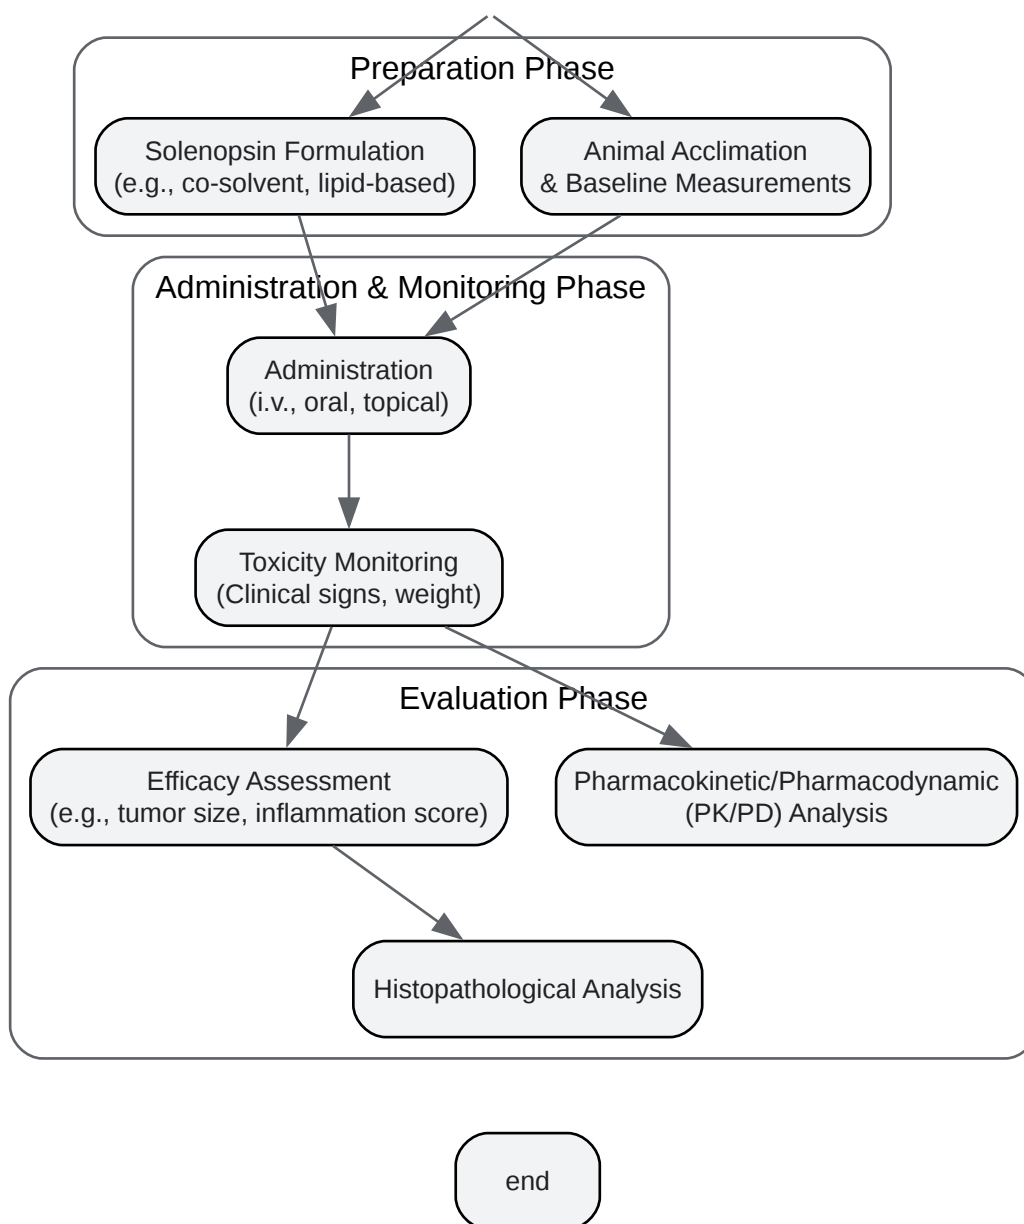 Preparation Phase
Solenopsin Formulation
(e.g., co-solvent, lipid-based)
Animal Acclimation
& Baseline Measurements
Administration & Monitoring Phase
Administration
(i.v., oral, topical)
Toxicity Monitoring
(Clinical signs, weight)
Evaluation Phase
Efficacy Assessment
(e.g., tumor size, inflammation score)
Pharmacokinetic/Pharmacodynamic
(PK/PD) Analysis
Histopathological Analysis
end